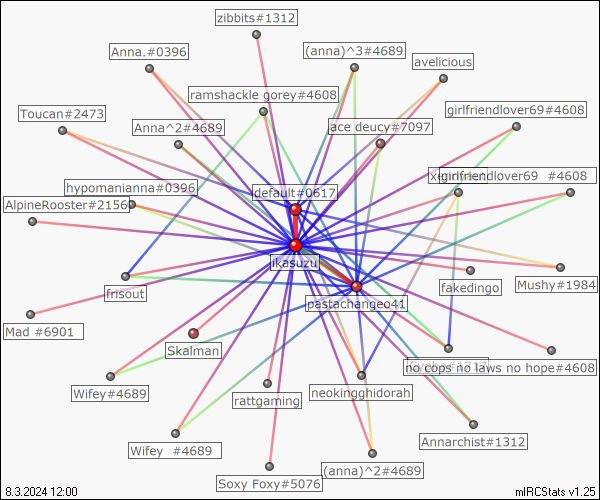 zibbits#1312
Anna.#0396
(anna)^3#4689
avelicious
ramshackle gorey#4608
Toucan#2473
girlfriendlover69#4608
Anna^2#4689
ace deucy#7097
girlfriendlover69 #4608
hypomanianna#0396
default#0617
AlpineRooster#2156
ikasuzu
fakedingo
Mushy#1984
frisout
pastachangeo41
Mad #6901
Skalman
no cops no laws no hope#4608
Wifey#4689
rattgaming
neokingghidorah
Annarchist#1312
Wifey #4689
(anna)^2#4689
Soxy Foxy#5076
8.3.2024 12:00
mIRCStats v1.25